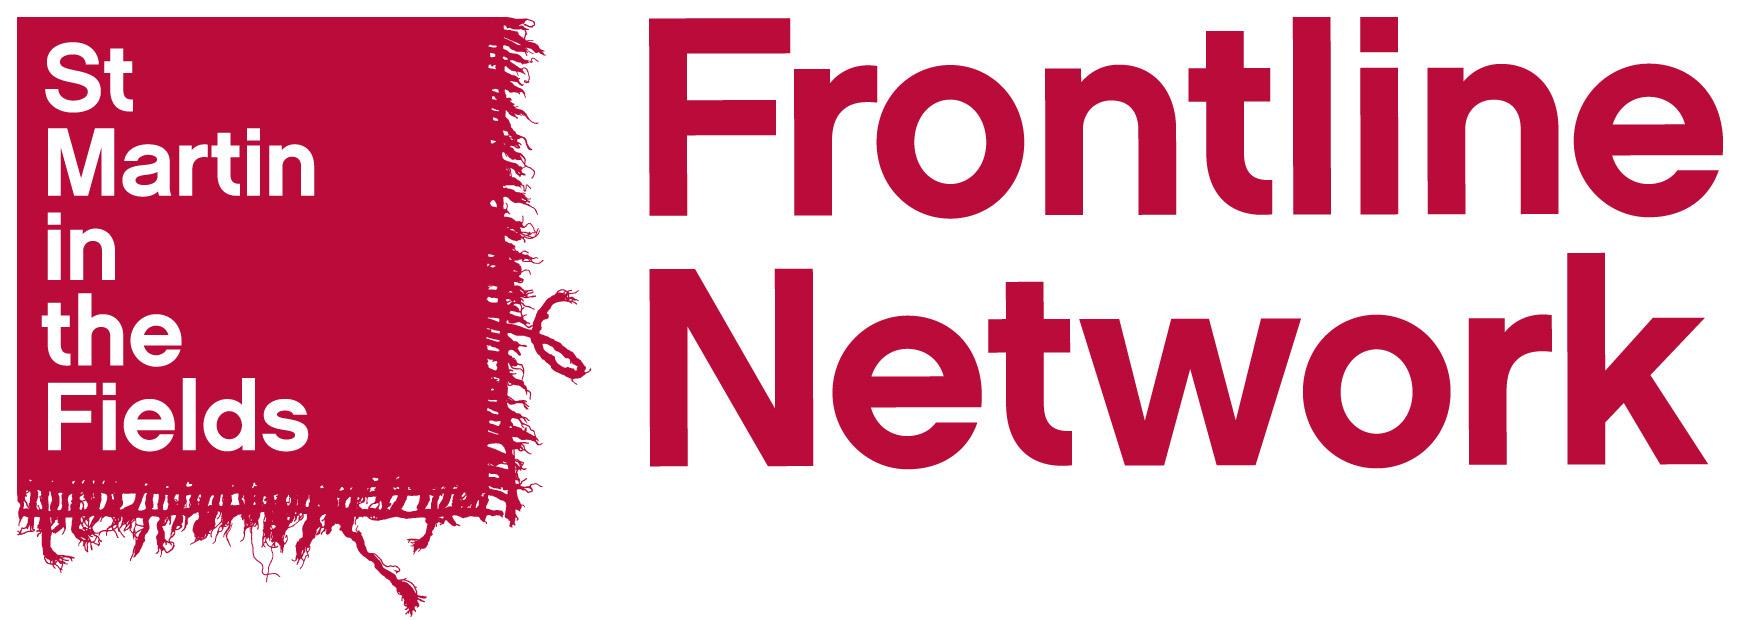 St
Martin
in
the
Fields
Frontline
Network